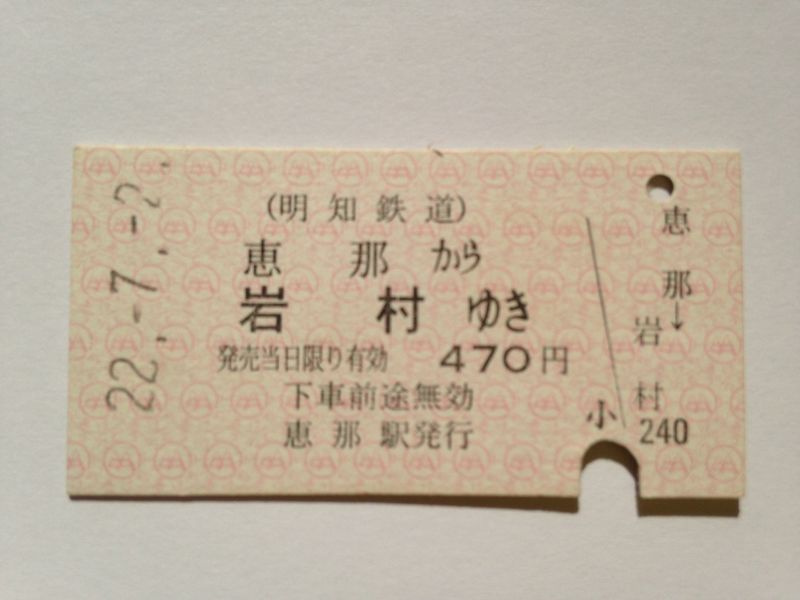 22.-7.-2
(明知鉄道)
恵那から
岩村ゆき
発売当日限り有効 470円
下車前途無効
恵那駅発行
恵那→
岩村
小
240